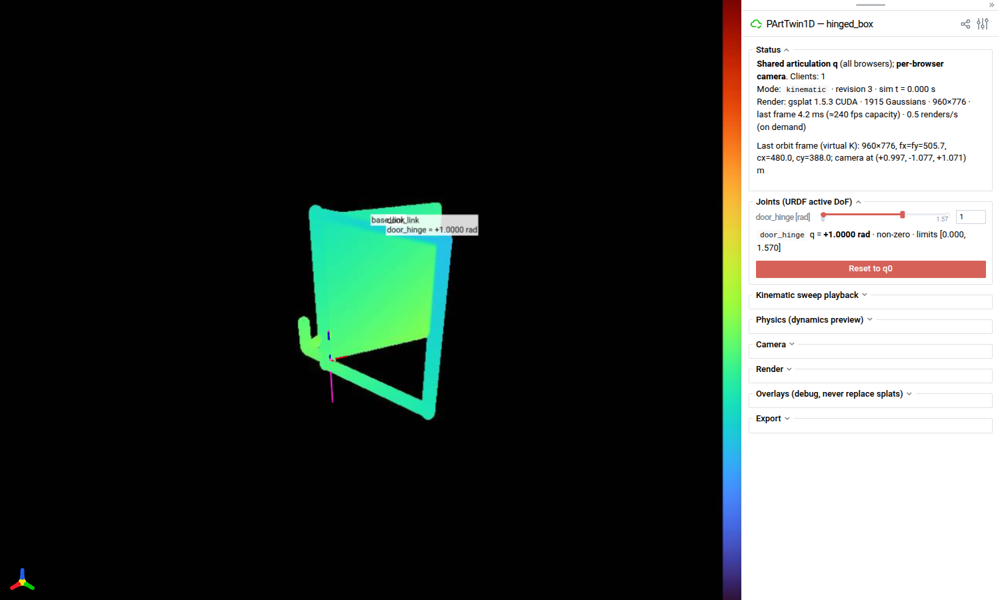 PArtTwin1D — hinged_box
Status
Shared articulation q (all browsers); per-browser
camera. Clients: 1
Mode: kinematic · revision 3 · sim t = 0.000 s
Render: gsplat 1.5.3 CUDA · 1915 Gaussians · 960×776 ·
last frame 4.2 ms (≈240 fps capacity) · 0.5 renders/s
(on demand)
Last orbit frame (virtual K): 960×776, fx=fy=505.7,
cx=480.0, cy=388.0; camera at (+0.997, -1.077, +1.071)
m
Joints (URDF active DoF)
door_hinge [rad]
0
1.57
1
door_hinge q = +1.0000 rad · non-zero · limits [0.000,
1.570]
Reset to q0
Kinematic sweep playback
Physics (dynamics preview)
Camera
Render
Overlays (debug, never replace splats)
Export
door_hinge = +1.0000 rad